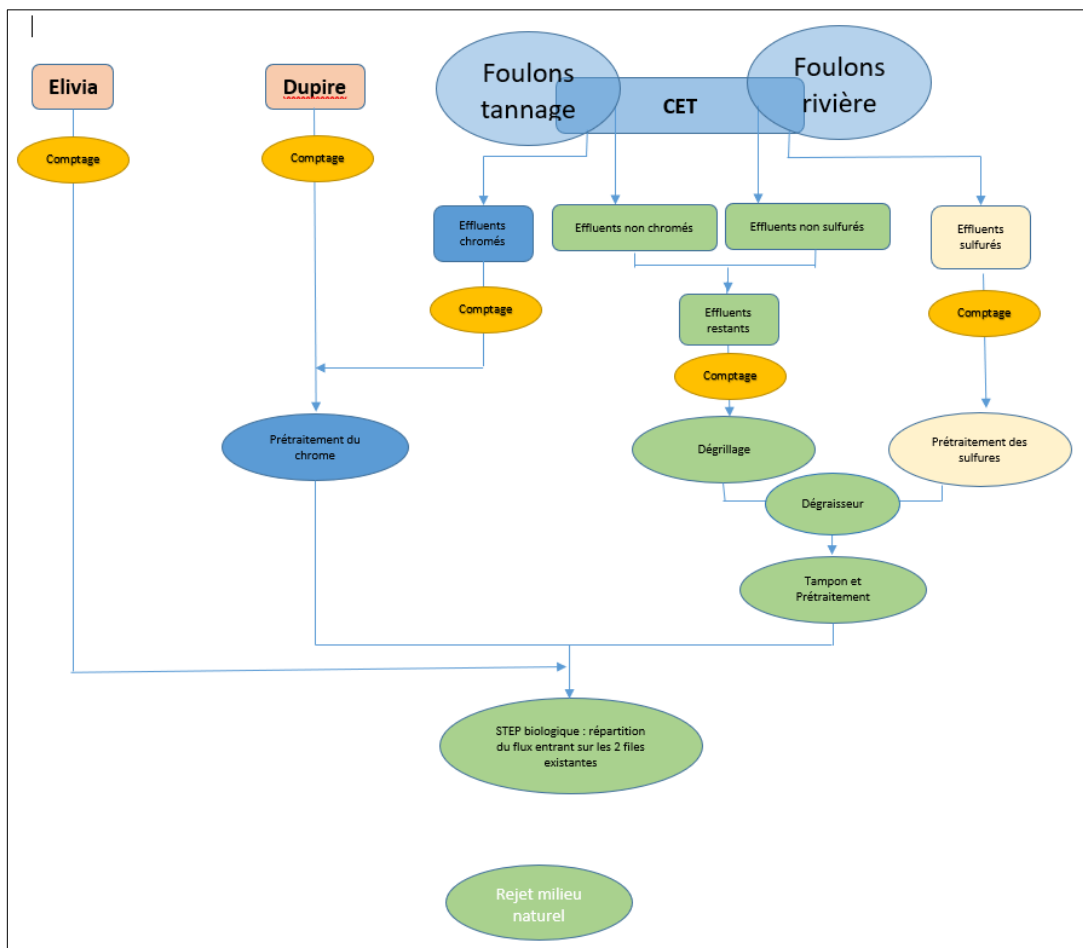 Elivia
Dupire
Foulons
tannage
CET
Foulons
rivière
Comptage
Comptage
Effluents
chromés
Effluents non chromés
Effluents non sulfurés
Effluents
sulfurés
Comptage
Effluents
restants
Comptage
Comptage
Prétraitement du
chrome
Dégrillage
Prétraitement des
sulfures
Dégraisseur
Tampon et
Prétraitement
STEP biologique : répartition
du flux entrant sur les 2 files
existantes
Rejet milieu
naturel